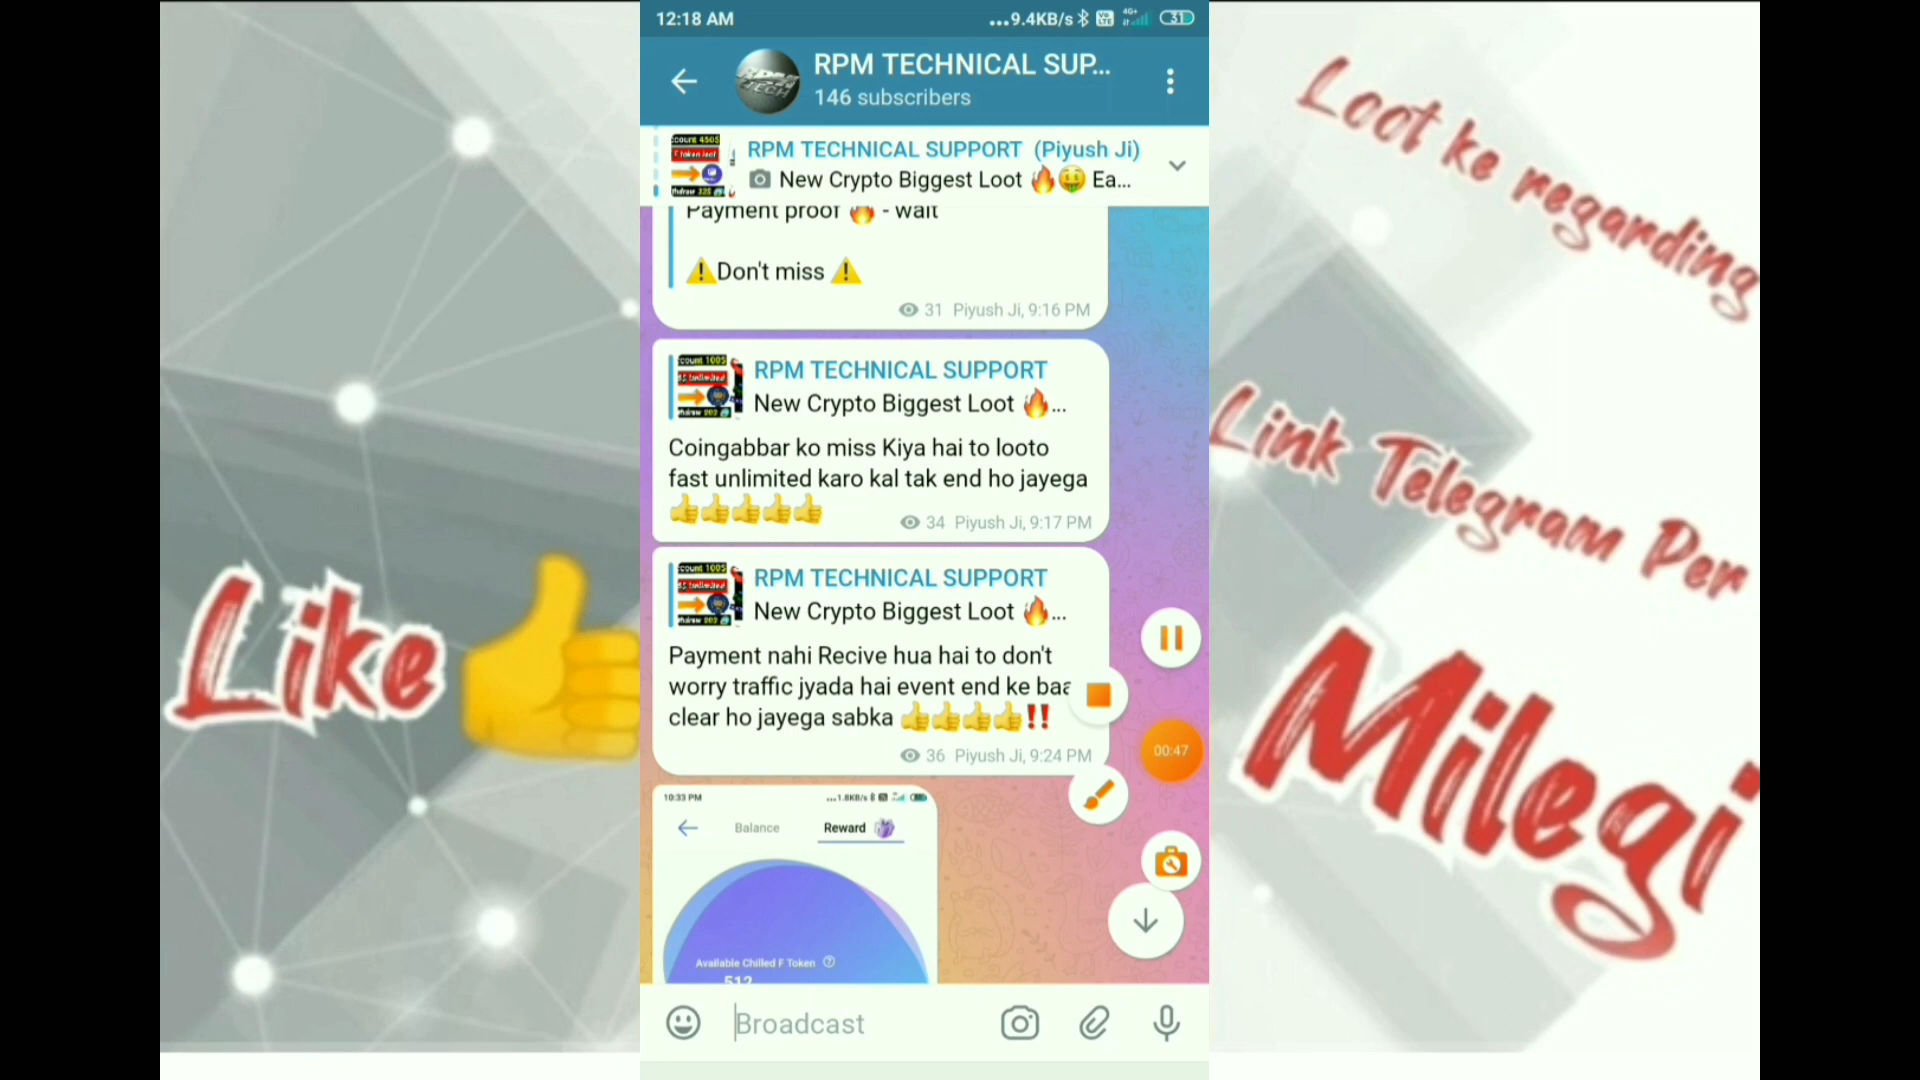 12:18 AM
...9.4KB/s
4G+
31
RPM TECHNICAL SUP...
146 subscribers
RPM TECHNICAL SUPPORT (Piyush Ji)
New Crypto Biggest Loot 🔥🤑 Ea...
Payment proof 🔥 - wait
⚠️Don't miss ⚠️
31 Piyush Ji, 9:16 PM
RPM TECHNICAL SUPPORT
New Crypto Biggest Loot 🔥...
Coingabbar ko miss Kiya hai to looto
fast unlimited karo kal tak end ho jayega
👍👍👍👍👍
34 Piyush Ji, 9:17 PM
RPM TECHNICAL SUPPORT
New Crypto Biggest Loot 🔥...
Payment nahi Recive hua hai to don't
worry traffic jyada hai event end ke baa
clear ho jayega sabka 👍👍👍👍‼️
36 Piyush Ji, 9:24 PM
00:47
10:33 PM
...1.8KB/s
Balance
Reward
Available Chilled F Token
512
Broadcast
Like👍
Loot ke regarding
Link Telegram Per
Milegi